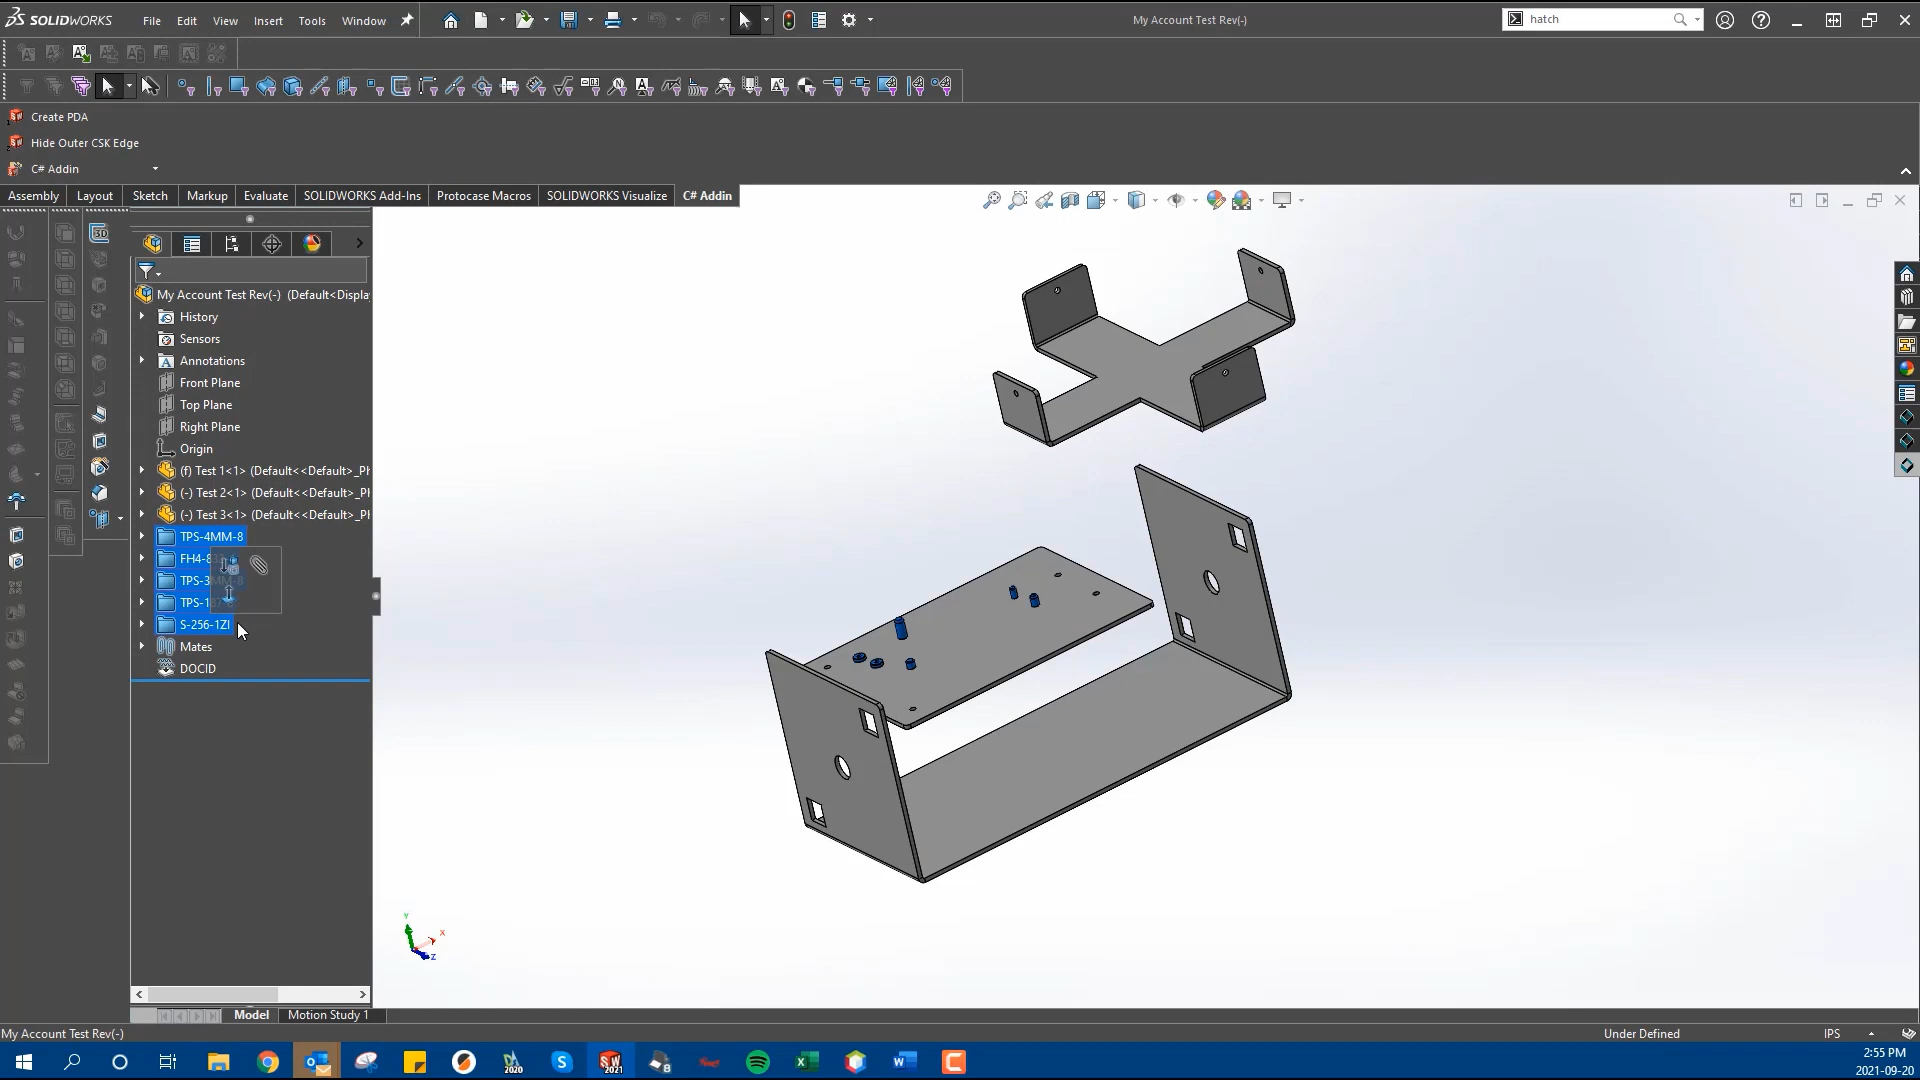 SOLIDWORKS File Edit View Insert Tools Window My Account Test Rev(-) hatch
Create PDA
Hide Outer CSK Edge
C# Addin
Assembly Layout Sketch Markup Evaluate SOLIDWORKS Add-Ins Protocase Macros SOLIDWORKS Visualize C# Addin
My Account Test Rev(-) (Default<Displa
History
Sensors
Annotations
Front Plane
Top Plane
Right Plane
Origin
(f) Test 1<1> (Default<<Default>_Pl
(-) Test 2<1> (Default<<Default>_Pl
(-) Test 3<1> (Default<<Default>_Pl
TPS-4MM-8
FH4-8
TPS-3MM-8
TPS-1
S-256-1ZI
Mates
DOCID
Y
X
Z
Model Motion Study 1
My Account Test Rev(-) Under Defined IPS
2:55 PM
2021-09-20